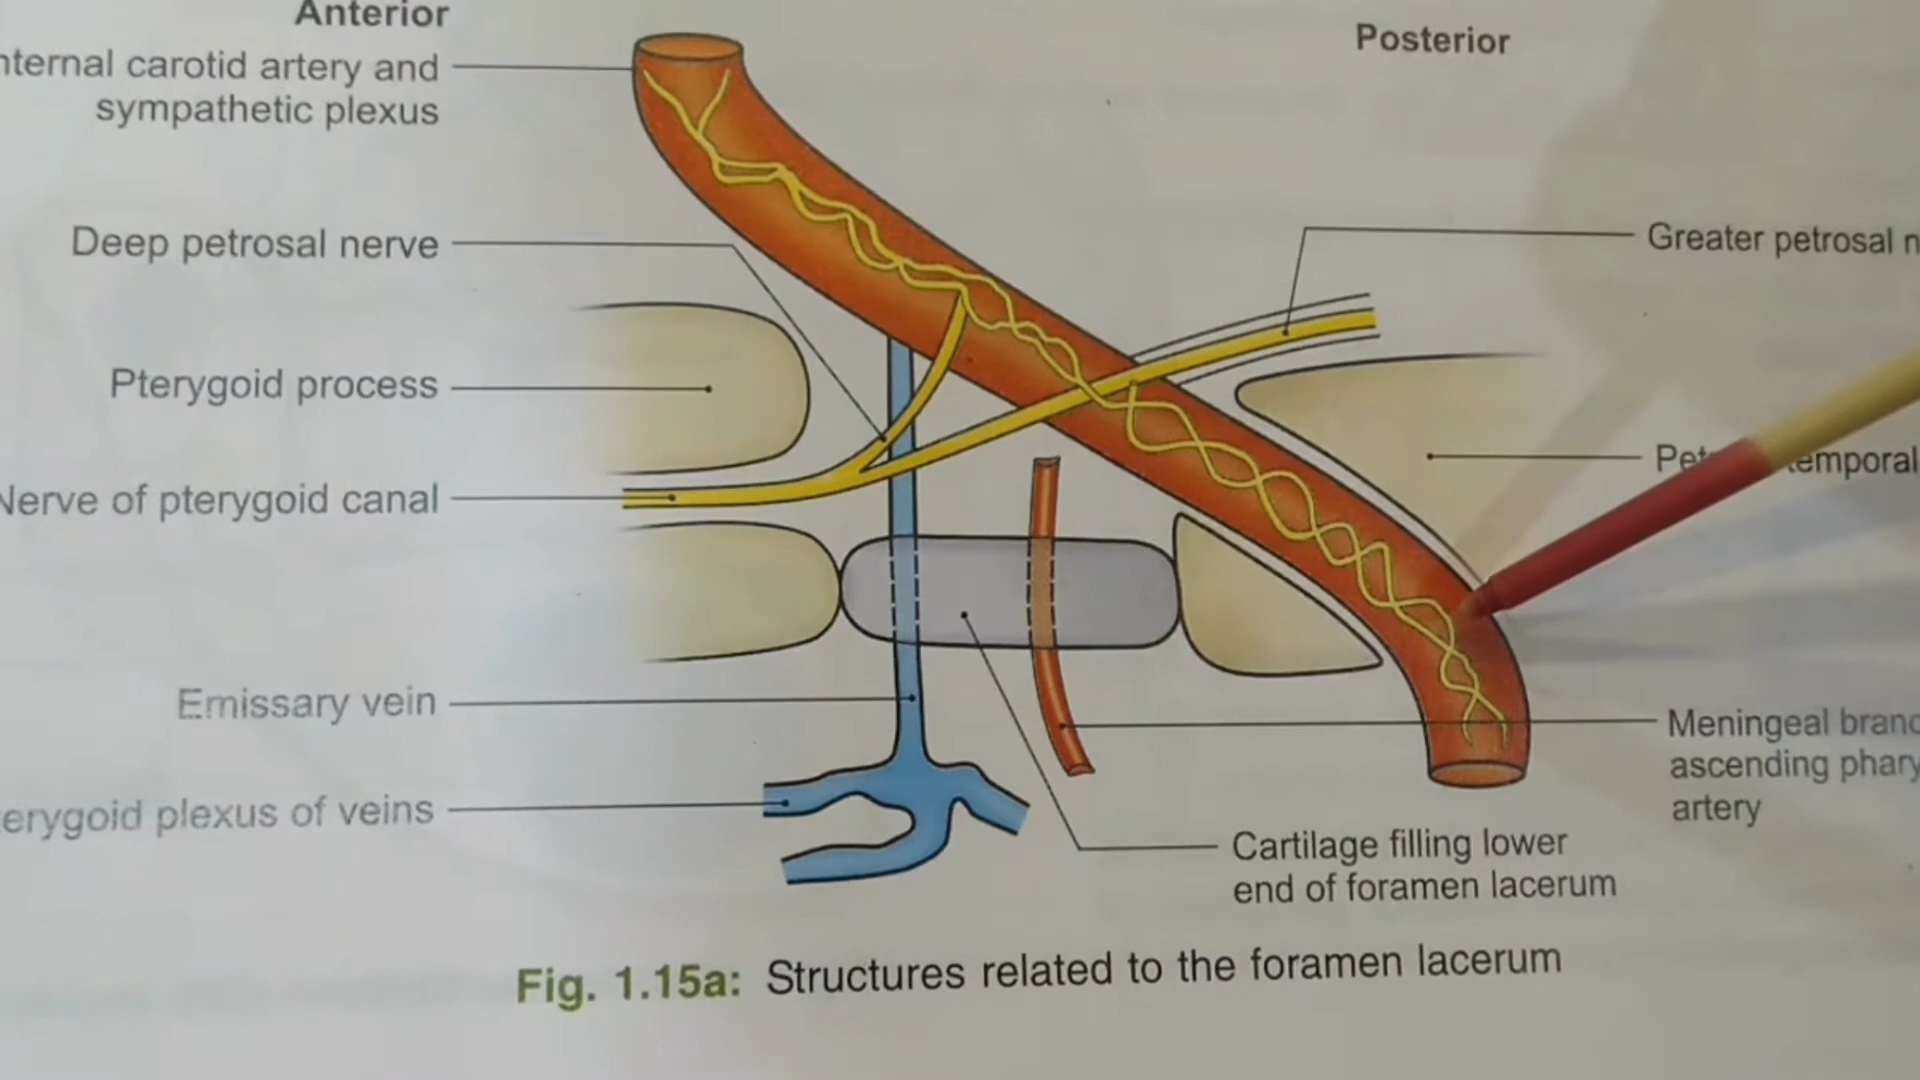 Anterior
Posterior
nternal carotid artery and
sympathetic plexus
Deep petrosal nerve
Greater petrosal n
Pterygoid process
Nerve of pterygoid canal
Pet temporal
Emissary vein
erygoid plexus of veins
Meningeal branc
ascending phary
artery
Cartilage filling lower
end of foramen lacerum
Fig. 1.15a: Structures related to the foramen lacerum